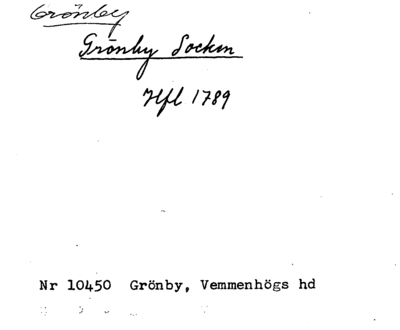 Grönby
Grönby Socken
Hfl 1789
Nr 10450 Grönby, Vemmenhögs hd